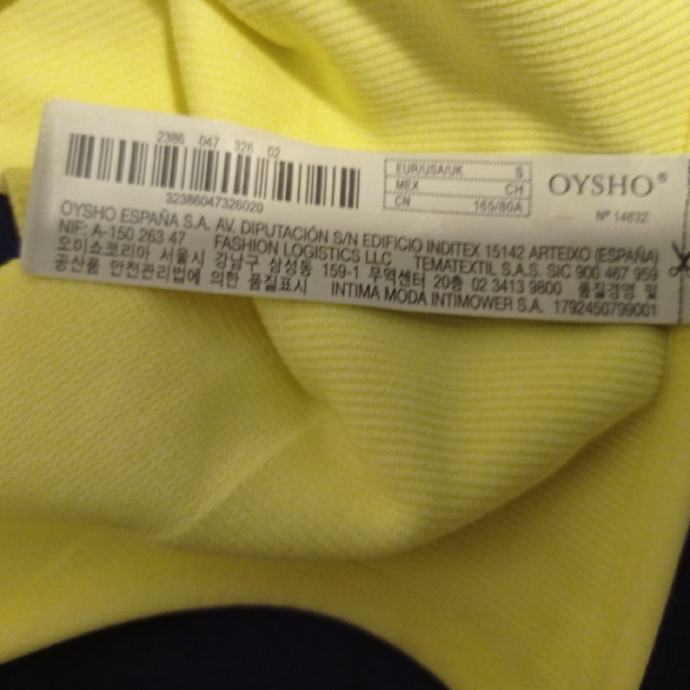 2386 047 326 02
32386047326020
EUR/USA/UK S
MEX CH
CN 165/80A
OYSHO®
Nº 14632
OYSHO ESPAÑA S.A. AV. DIPUTACIÓN S/N EDIFICIO INDITEX 15142 ARTEIXO (ESPAÑA)
NIF: A-150 263 47 FASHION LOGISTICS LLC TEMATEXTIL S.A.S. SIC 900 467 959
오이쇼코리아 서울시 강남구 삼성동 159-1 무역센터 20층 02 3413 9800 품질경영 및
공산품 안전관리법에 의한 품질표시 INTIMA MODA INTIMOWER S.A. 1792450799001